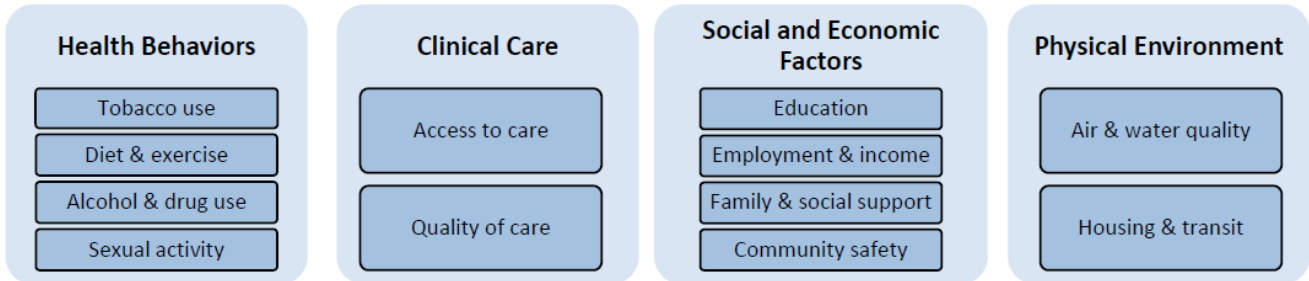 Health Behaviors
Tobacco use
Diet & exercise
Alcohol & drug use
Sexual activity
Clinical Care
Access to care
Quality of care
Social and Economic
Factors
Education
Employment & income
Family & social support
Community safety
Physical Environment
Air & water quality
Housing & transit